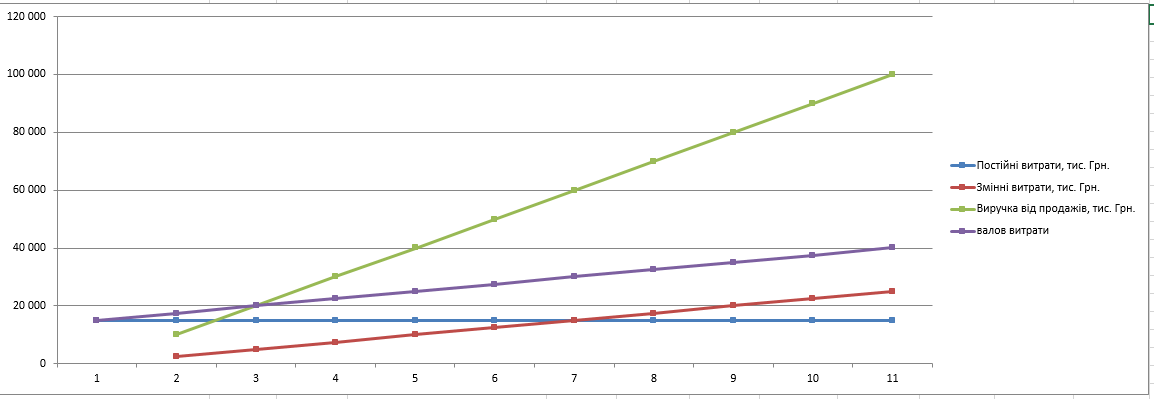 120 000
100 000
80 000
60 000
40 000
20 000
0
1 2 3 4 5 6 7 8 9 10 11
Постійні витрати, тис. Грн.
Змінні витрати, тис. Грн.
Виручка від продажів, тис. Грн.
валов витрати